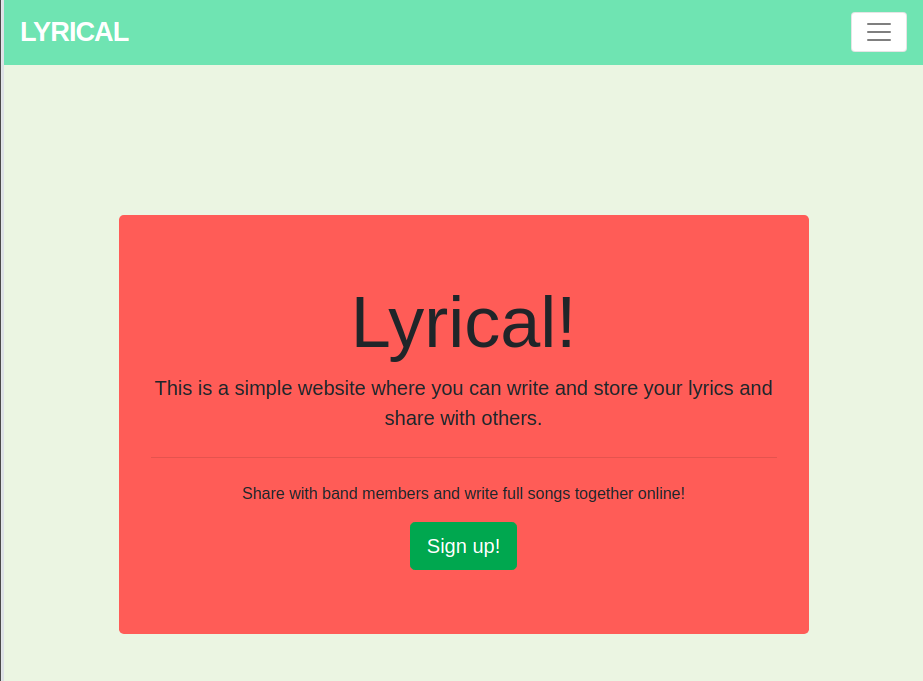 LYRICAL
Lyrical!
This is a simple website where you can write and store your lyrics and
share with others.
Share with band members and write full songs together online!
Sign up!